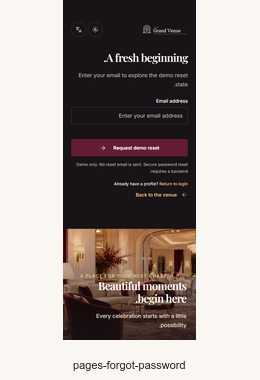 Grand Venue
.A fresh beginning
Enter your email to explore the demo reset
.state
Email address
Enter your email address
Request demo reset
Demo only. No reset email is sent. Secure password reset
.requires a backend
Already have a profile? Return to login
Back to the venue
A PLACE FOR YOUR NEXT CHAPTER
Beautiful moments
.begin here
Every celebration starts with a little
.possibility
pages-forgot-password